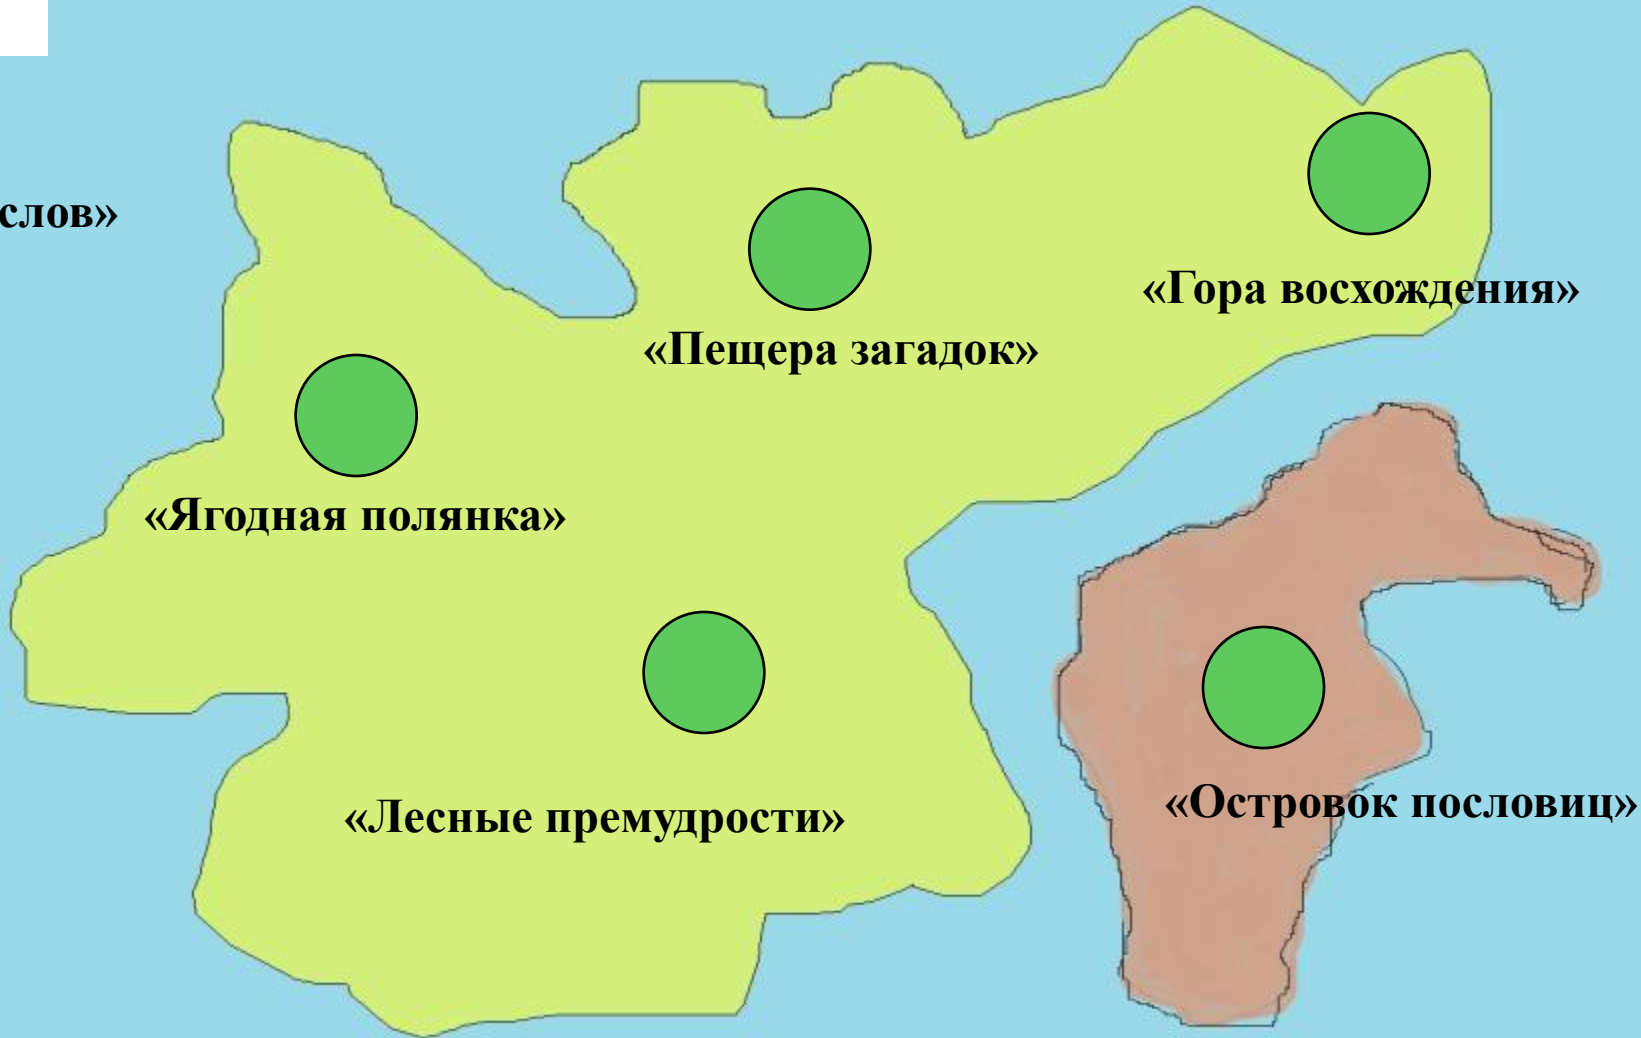 слов»
«Гора восхождения»
«Пещера загадок»
«Ягодная полянка»
«Лесные премудрости»
«Островок пословиц»